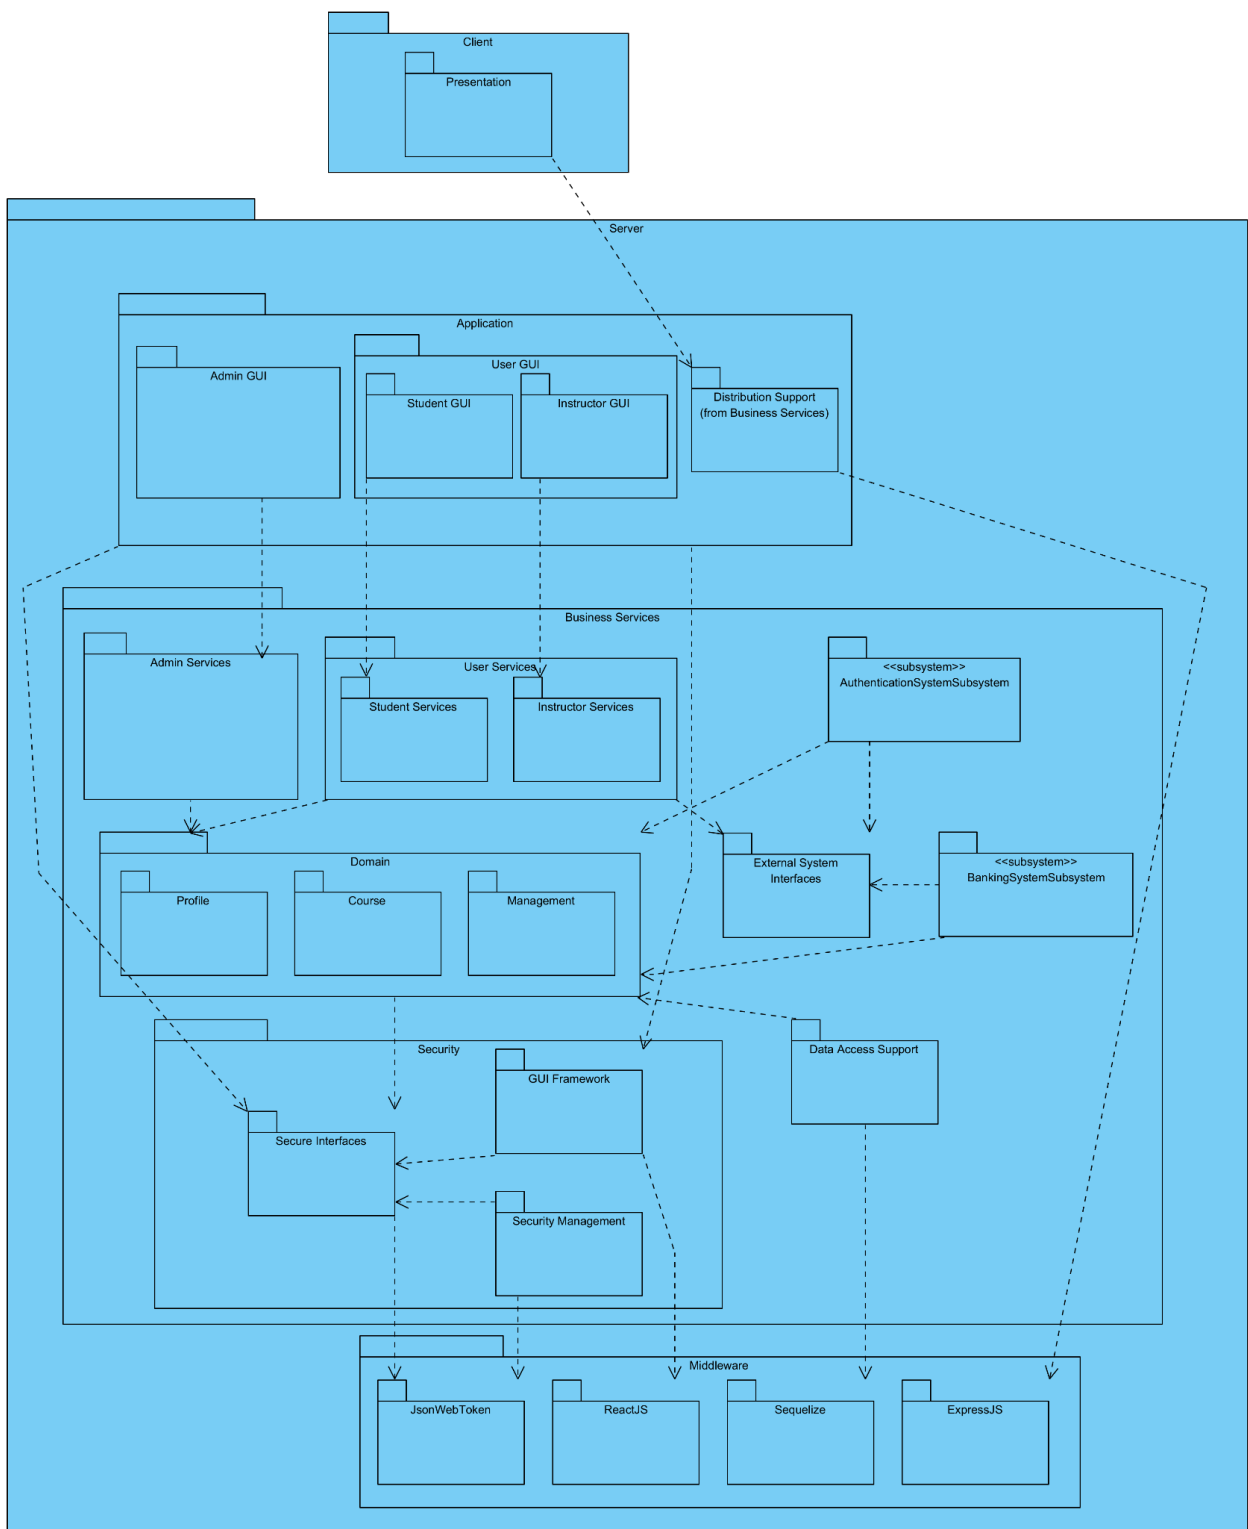 Client
Presentation
Server
Application
Admin GUI
User GUI
Student GUI
Instructor GUI
Distribution Support
(from Business Services)
Business Services
Admin Services
User Services
Student Services
Instructor Services
<<subsystem>>
AuthenticationSystemSubsystem
Domain
Profile
Course
Management
External System
Interfaces
<<subsystem>>
BankingSystemSubsystem
Security
GUI Framework
Data Access Support
Secure Interfaces
Security Management
Middleware
JsonWebToken
ReactJS
Sequelize
ExpressJS